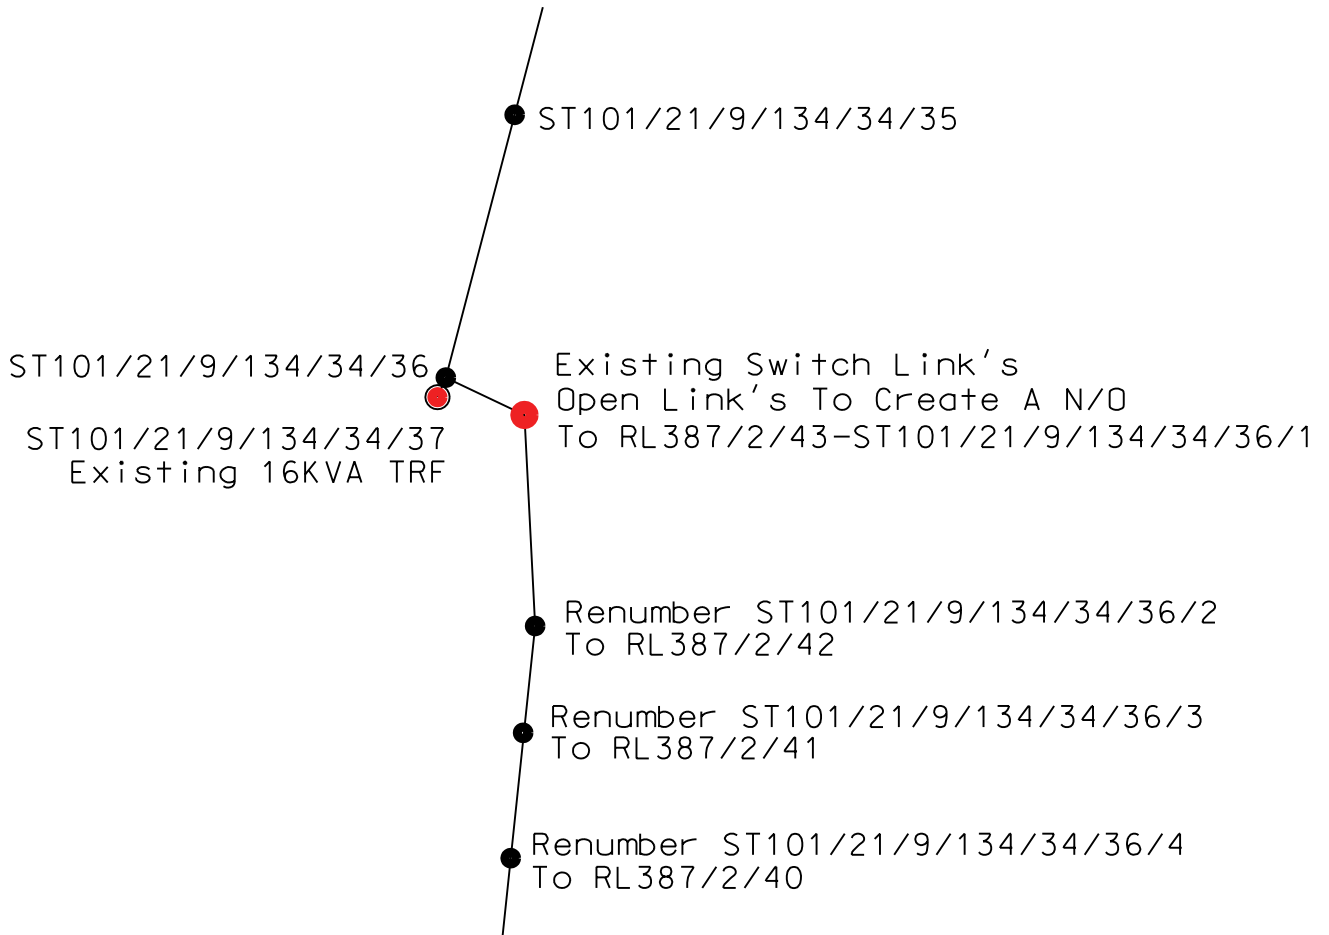 ST101/21/9/134/34/35
ST101/21/9/134/34/36
ST101/21/9/134/34/37
Existing 16KVA TRF
Existing Switch Link's
Open Link's To Create A N/O
To RL387/2/43-ST101/21/9/134/34/36/1
Renumber ST101/21/9/134/34/36/2
To RL387/2/42
Renumber ST101/21/9/134/34/36/3
To RL387/2/41
Renumber ST101/21/9/134/34/36/4
To RL387/2/40